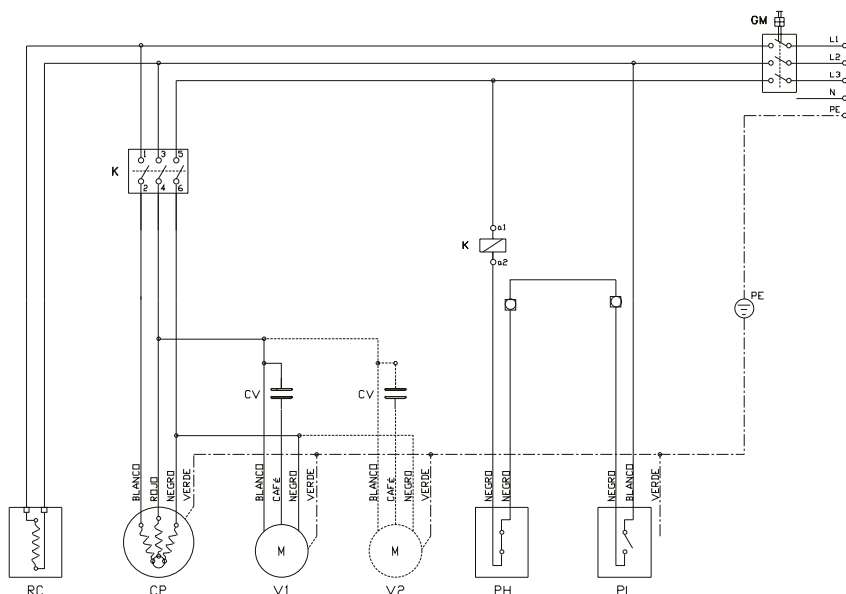 GM
L1
L2
L3
N
PE
K
1 3 5
2 4 6
K
a1
a2
PE
CV
CV
BLANCO
ROJO
NEGRO
VERDE
BLANCO
CAFÉ
NEGRO
VERDE
BLANCO
CAFÉ
NEGRO
VERDE
NEGRO
NEGRO
NEGRO
BLANCO
VERDE
M
M
RC
CP
V1
V2
PH
PL